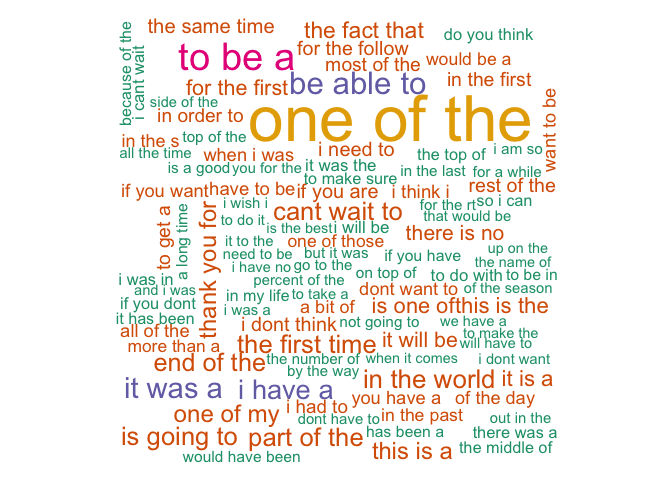 the same time
the fact that
do you think
because of the
i cant wait
to be a
for the follow
most of the
would be a
for the first
be able to
in the first
side of the
in order to
one of the
want to be
in the s
top of the
all the time
when i was
i need to
the top of
i am so
is a good
you for the
it was the
in the last
for a while
to make sure
if you want
have to be
if you are
i think i
rest of the
to get a
a long time
thank you for
i wish i
cant wait to
for the rt
so i can
to do it
that would be
is the best
i will be
there is no
it to the
one of those
need to be
but it was
if you have
up on the
the name of
i have no
go to the
on top of
to do with
to be in
i was in
percent of the
and i was
dont want to
of the season
in my life
to take a
if you dont
i was a
a bit of
is one of
this is the
it has been
all of the
i dont think
not going to
we have a
to make the
more than a
the first time
it will be
will have to
end of the
the number of
when it comes
i dont want
by the way
it was a
i have a
in the world
it is a
you have a
of the day
one of my
i had to
dont have to
in the past
out in the
is going to
part of the
has been a
there was a
this is a
the middle of
would have been